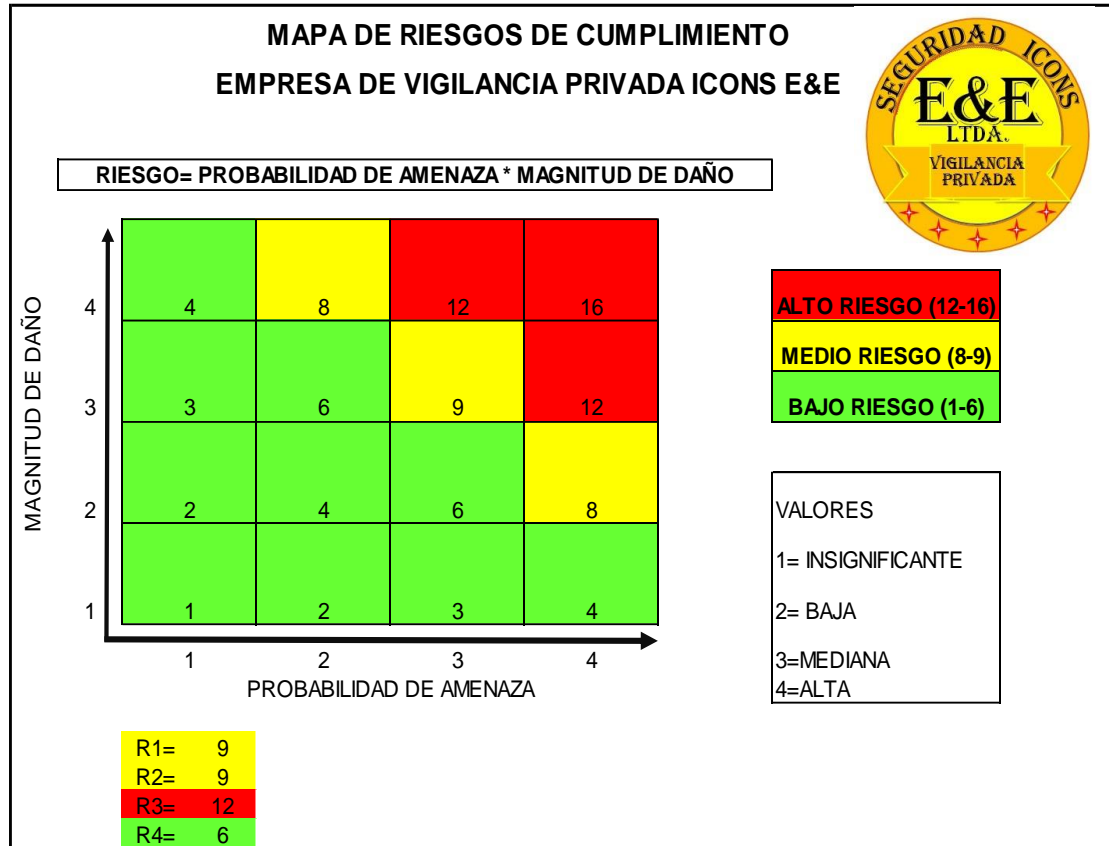 MAPA DE RIESGOS DE CUMPLIMIENTO
EMPRESA DE VIGILANCIA PRIVADA ICONS E&E
SEGURIDAD ICONS
E&E
LTDA.
VIGILANCIA
PRIVADA
RIESGO= PROBABILIDAD DE AMENAZA * MAGNITUD DE DAÑO
MAGNITUD DE DAÑO
4 4 8 12 16
3 3 6 9 12
2 2 4 6 8
1 1 2 3 4
1 2 3 4
PROBABILIDAD DE AMENAZA
ALTO RIESGO (12-16)
MEDIO RIESGO (8-9)
BAJO RIESGO (1-6)
VALORES
1= INSIGNIFICANTE
2= BAJA
3=MEDIANA
4=ALTA
R1= 9
R2= 9
R3= 12
R4= 6